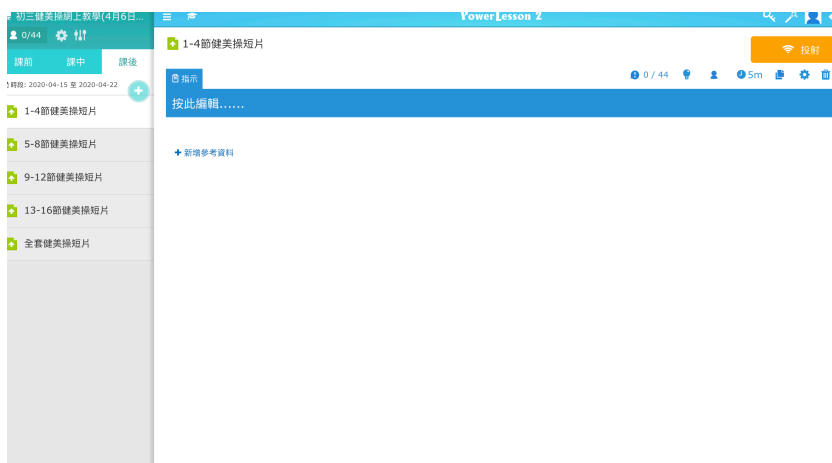 初三健美操網上教學(4月6日...
0/44
課前 課中 課後
時段: 2020-04-15 至 2020-04-22
1-4節健美操短片
5-8節健美操短片
9-12節健美操短片
13-16節健美操短片
全套健美操短片
PowerLesson 2
1-4節健美操短片
投射
指示
0 / 44
5m
按此編輯......
+ 新增參考資料